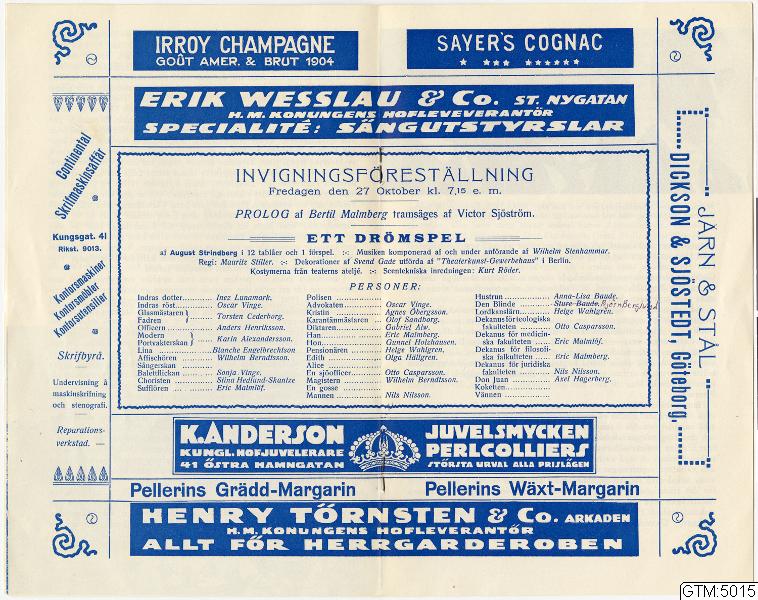 IRROY CHAMPAGNE
GOÛT AMER. & BRUT 1904
SAYER'S COGNAC
ERIK WESSLAU & Co. ST. NYGATAN
H. M. KONUNGENS HOFLEVEVERANTÖR
SPECIALITÉ: SÄNGUTSTYRSLAR
Continental
Skrifmaskinsaffär
Kungsgat. 41
Rikst. 9013.
Kontorsmaskiner
Kontorsmöbler
Kontorsutensilier
Skrifbyrå.
Undervisning å
maskinskrifning
och stenografi.
Reparations-
verkstad.
INVIGNINGSFÖRESTÄLLNING
Fredagen den 27 Oktober kl. 7,15 e. m.
PROLOG af Bertil Malmberg framsäges af Victor Sjöström.
ETT DRÖMSPEL
af August Strindberg i 12 tablåer och 1 förspel. :-: Musiken komponerad af och under anförande af Wilhelm Stenhammar.
Regi: Mauritz Stiller. :-: Dekorationer af Svend Gade utförda af "Theaterkunst-Gewerbehaus" i Berlin.
Kostymerna från teaterns ateljé. :-: Scentekniska inredningen: Kurt Röder.
PERSONER:
Indras dotter Inez Lundmark.
Indras röst Oscar Vinge.
Glasmästaren
Fadren } Torsten Cederborg.
Officern Anders Henriksson.
Modern
Portvakterskan } Karin Alexandersson.
Lina Blanche Engelbrechtson
Affischören Wilhelm Berndtsson.
Sångerskan
Balettflickan Sonja Vinge.
Choristen Stina Hedlund-Skantze
Sufflören Eric Malmlöf.
Polisen
Advokaten Oscar Vinge.
Kristin Agnes Öbergsson.
Karantänmästaren Olof Sandborg.
Diktaren Gabriel Alw.
Han Eric Malmberg.
Hon Gunnel Holzhausen.
Pensionären Helge Wahlgren.
Edith Olga Hällgren.
Alice
En sjöofficer Otto Casparsson.
Magistern Wilhelm Berndtsson.
En gosse
Mannen Nils Nilsson.
Hustrun Anna-Lisa Baude.
Den Blinde Sture Baude. Björn Berglund
Lordkanslärn Helge Wahlgren.
Dekanus för teologiska
fakulteten Otto Casparsson.
Dekanus för medicin-
ska fakulteten Eric Malmlöf.
Dekanus för filosofi-
ska falkulteten Eric Malmberg.
Dekanus för juridiska
fakulteten Nils Nilsson.
Don Juan Axel Hagerberg.
Koketten
Vännen
JÄRN & STÅL
DICKSON & SJÖSTEDT, Göteborg.
K. ANDERSON
KUNGL. HOFJUVELERARE
41 ÖSTRA HAMNGATAN
JUVELSMYCKEN
PERLCOLLIERS
STÖRSTA URVAL ALLA PRISLÄGEN
Pellerins Grädd-Margarin
Pellerins Wäxt-Margarin
HENRY TÖRNSTEN & Co. ARKADEN
H. M. KONUNGENS HOFLEVERANTÖR
ALLT FÖR HERRGARDEROBEN
GTM:5015